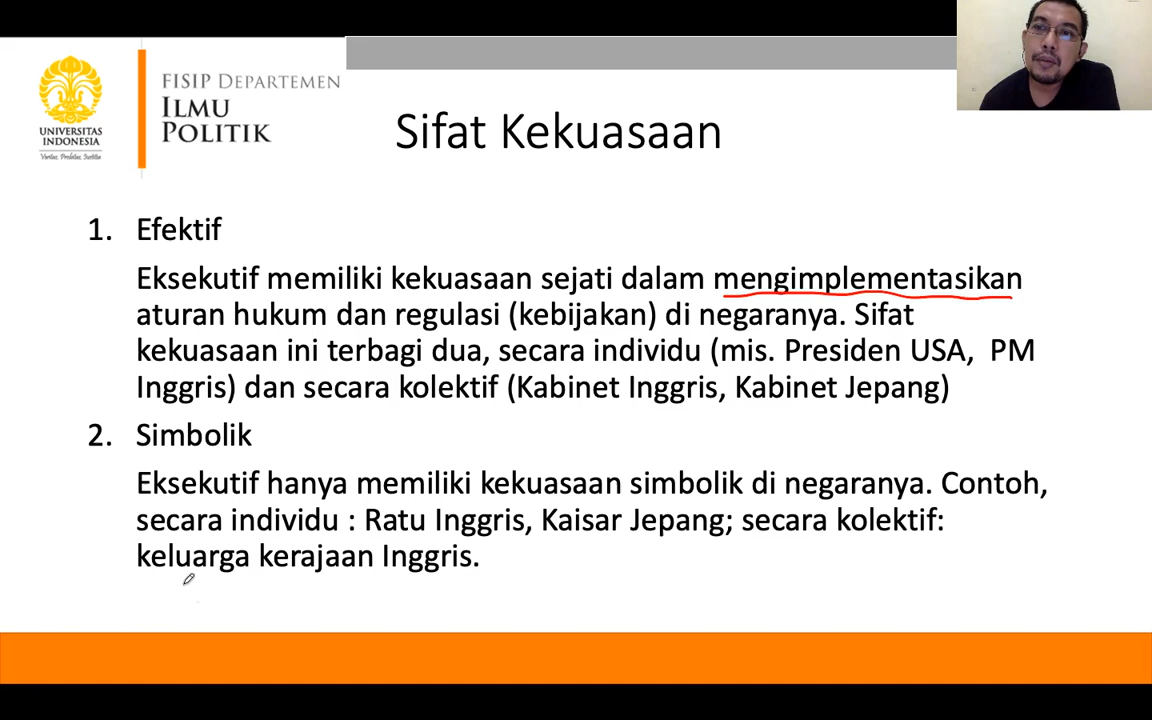 UNIVERSITAS
INDONESIA
Veritas, Probitas, Iustitia
FISIP DEPARTEMEN
ILMU
POLITIK
Sifat Kekuasaan
1. Efektif
Eksekutif memiliki kekuasaan sejati dalam mengimplementasikan
aturan hukum dan regulasi (kebijakan) di negaranya. Sifat
kekuasaan ini terbagi dua, secara individu (mis. Presiden USA, PM
Inggris) dan secara kolektif (Kabinet Inggris, Kabinet Jepang)
2. Simbolik
Eksekutif hanya memiliki kekuasaan simbolik di negaranya. Contoh,
secara individu : Ratu Inggris, Kaisar Jepang; secara kolektif:
keluarga kerajaan Inggris.